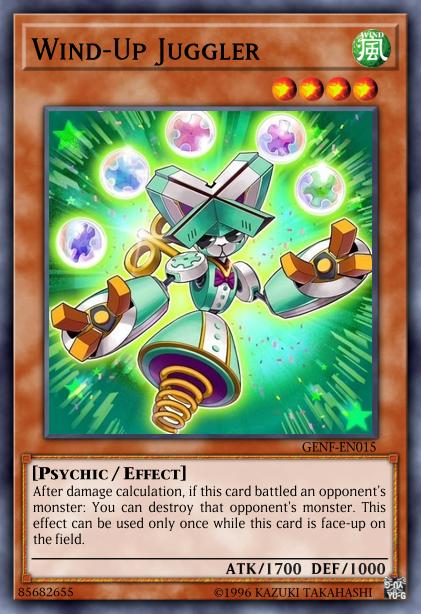 Wind-Up Juggler
WIND
風
GENF-EN015
[Psychic / Effect]
After damage calculation, if this card battled an opponent's
monster: You can destroy that opponent's monster. This
effect can be used only once while this card is face-up on
the field.
ATK/1700 DEF/1000
85682655
©1996 KAZUKI TAKAHASHI